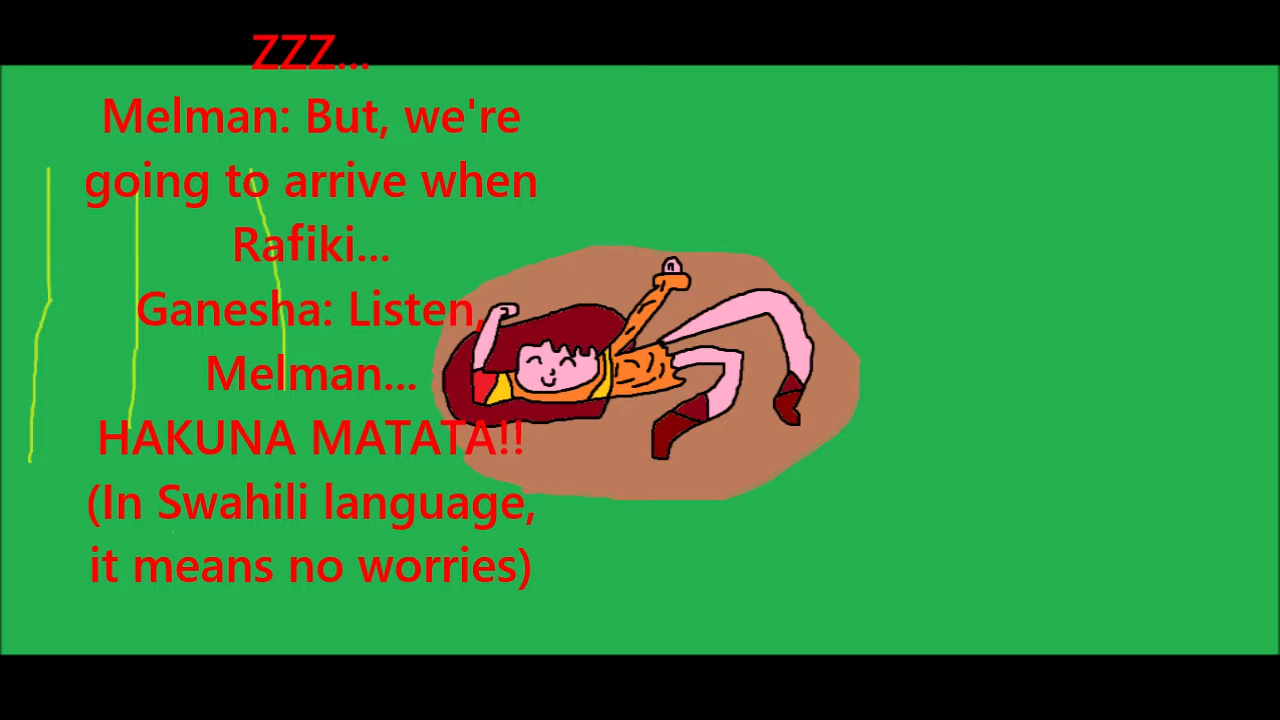 ZZZ...
Melman: But, we're
going to arrive when
Rafiki...
Ganesha: Listen,
Melman...
HAKUNA MATATA!!
(In Swahili language,
it means no worries)